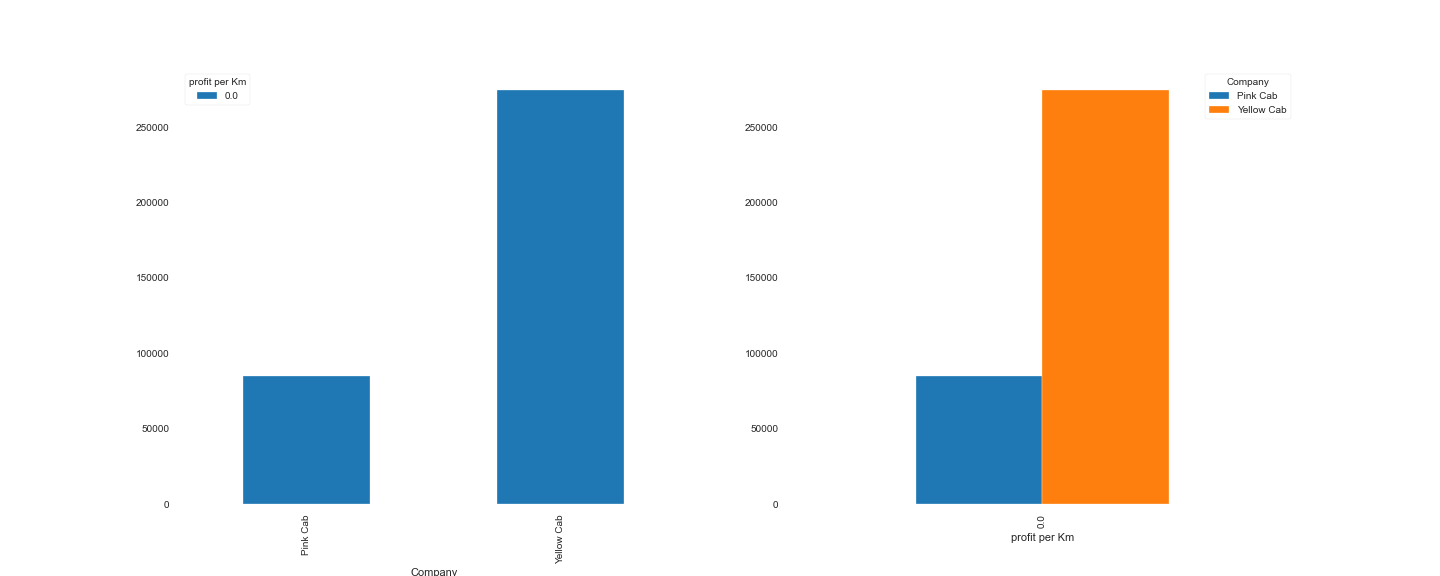 profit per Km
0.0
250000
200000
150000
100000
50000
0
Pink Cab
Yellow Cab
Company
Company
Pink Cab
Yellow Cab
250000
200000
150000
100000
50000
0
0.0
profit per Km